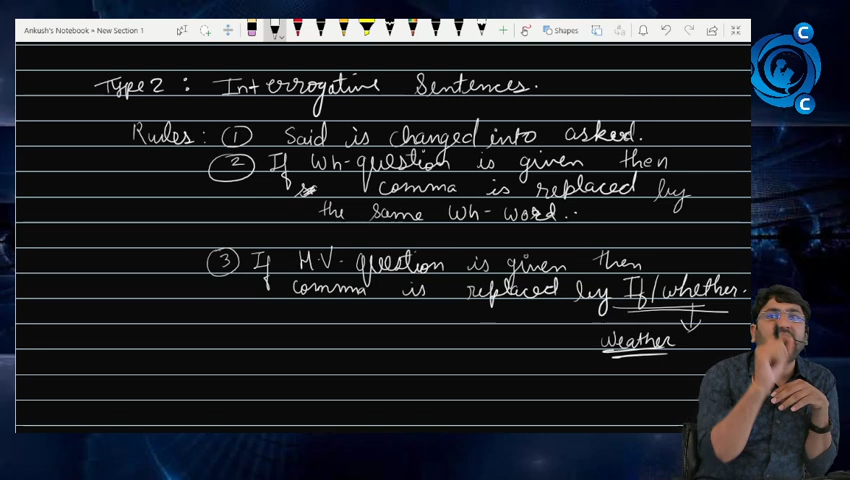 Ankush's Notebook » New Section 1
Shapes
C
C
Type 2 : Interrogative Sentences.
Rules : ① Said is changed into asked.
② If Wh-question is given then
comma is replaced by
the same Wh-word..
③ If H.V. question is given then
comma is replaced by If/whether.
Weather